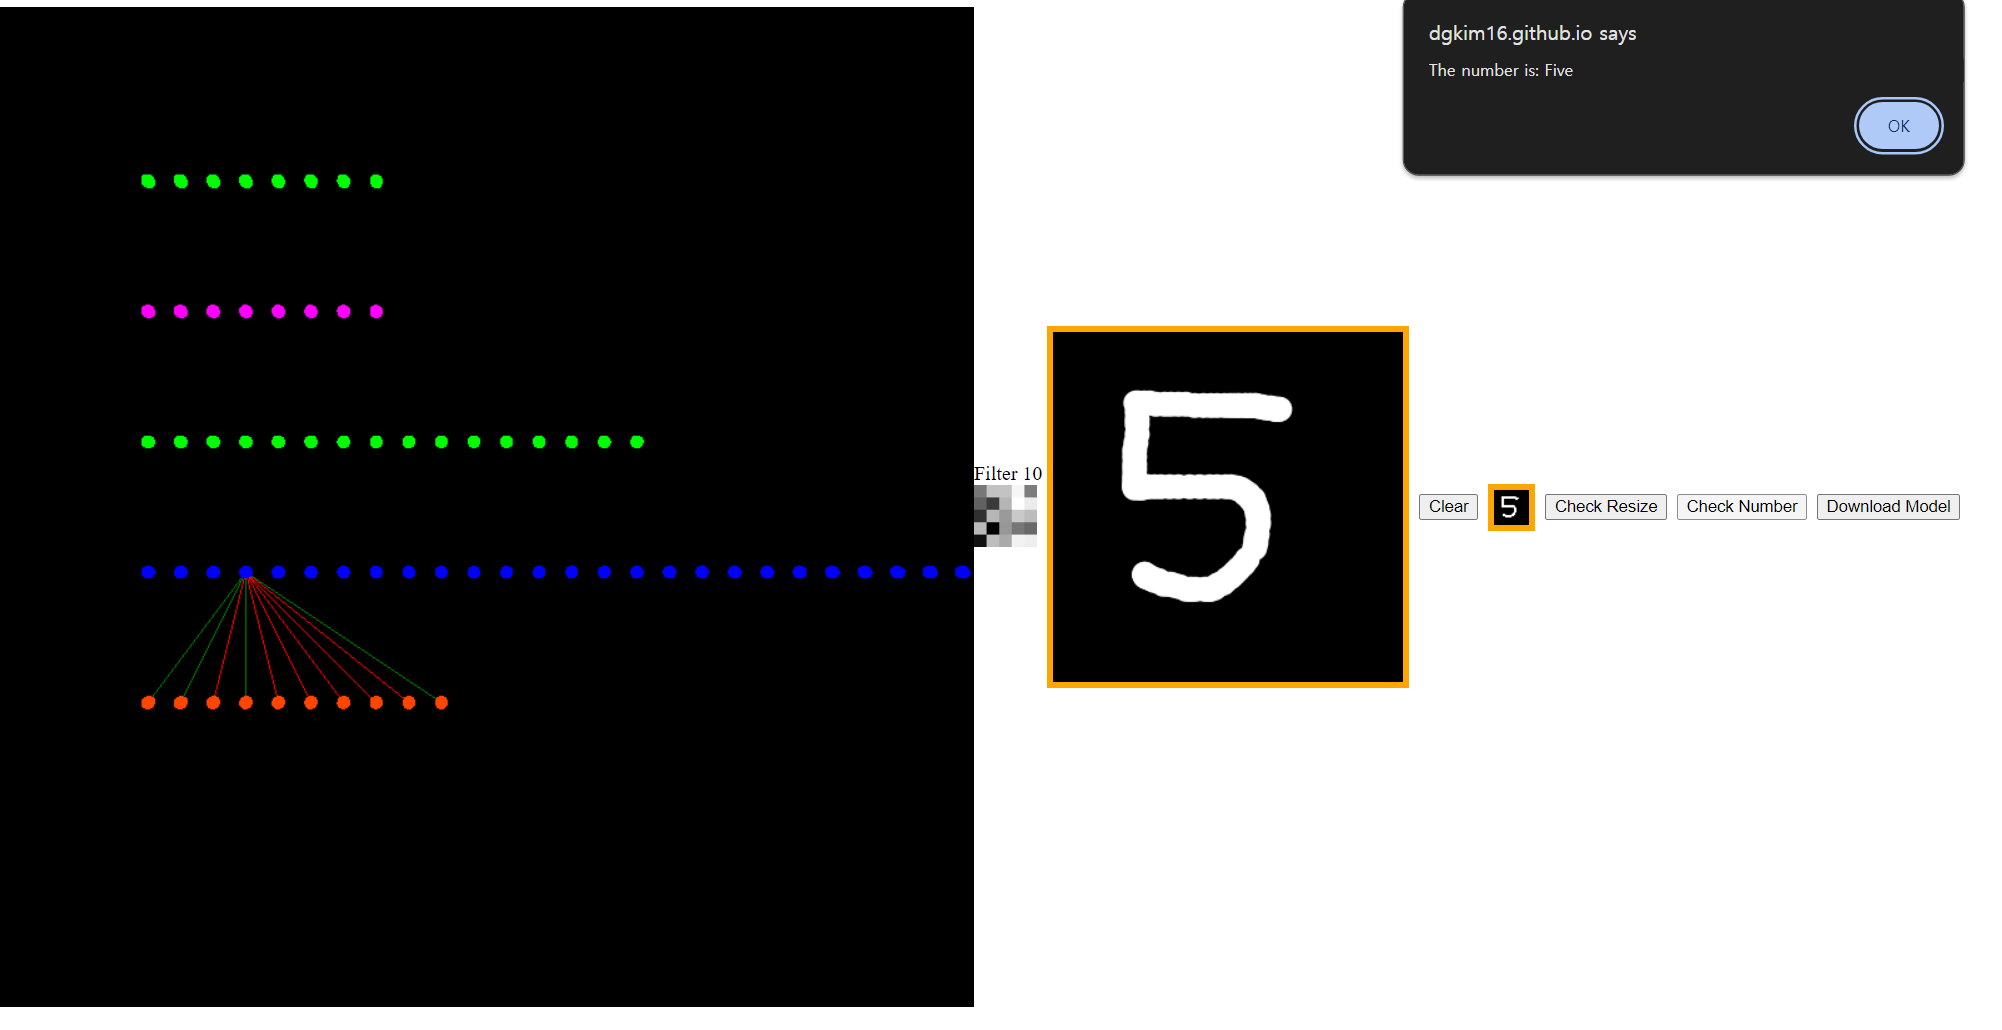 dgkim16.github.io says
The number is: Five
OK
Filter 10
5
Clear
5
Check Resize
Check Number
Download Model